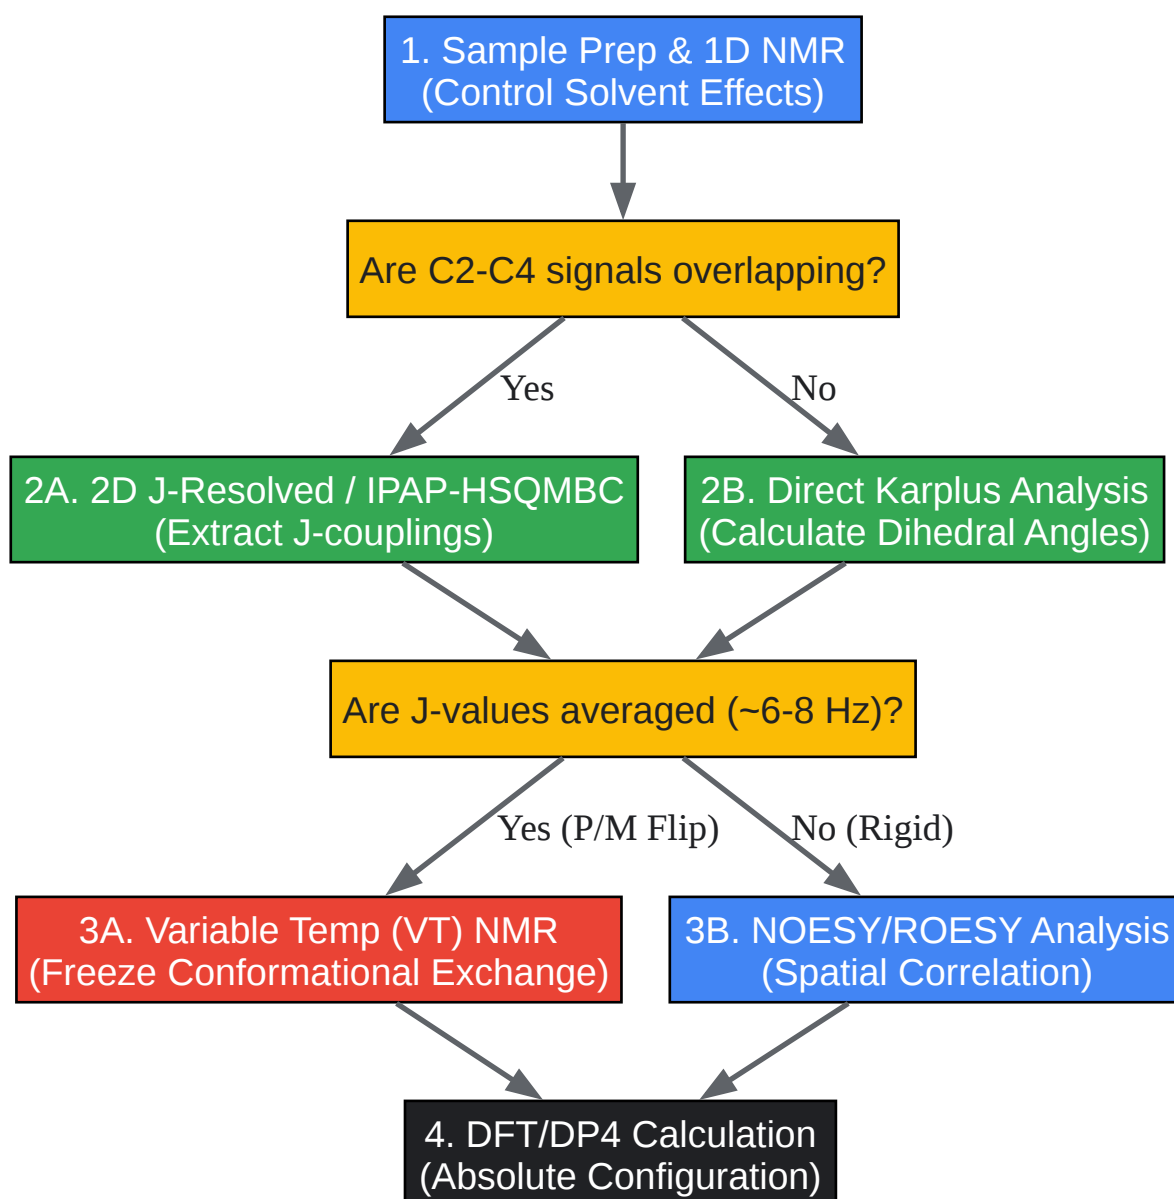 1. Sample Prep & 1D NMR
(Control Solvent Effects)
Are C2-C4 signals overlapping?
Yes
No
2A. 2D J-Resolved / IPAP-HSQMBC
(Extract J-couplings)
2B. Direct Karplus Analysis
(Calculate Dihedral Angles)
Are J-values averaged (~6-8 Hz)?
Yes (P/M Flip)
No (Rigid)
3A. Variable Temp (VT) NMR
(Freeze Conformational Exchange)
3B. NOESY/ROESY Analysis
(Spatial Correlation)
4. DFT/DP4 Calculation
(Absolute Configuration)